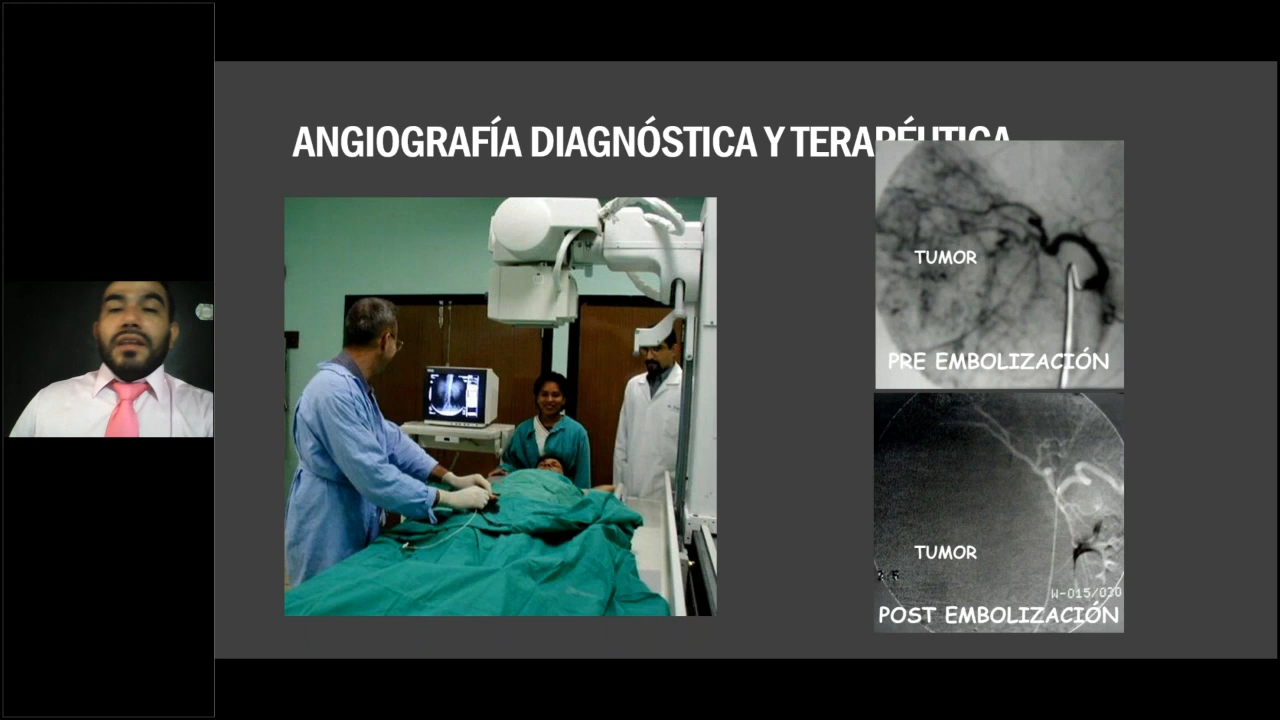 ANGIOGRAFÍA DIAGNÓSTICA Y TERAPÉUTICA
TUMOR
PRE EMBOLIZACIÓN
TUMOR
W-015/030
POST EMBOLIZACIÓN